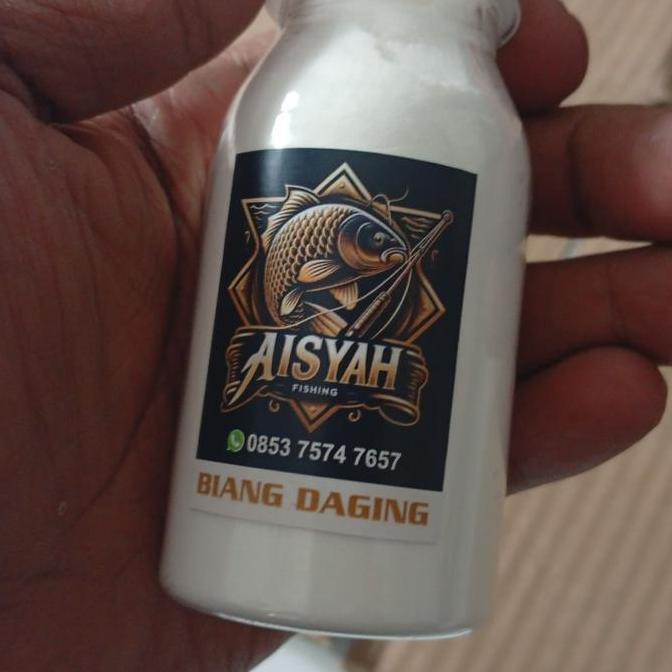 AISYAH
FISHING
0853 7574 7657
BIANG DAGING